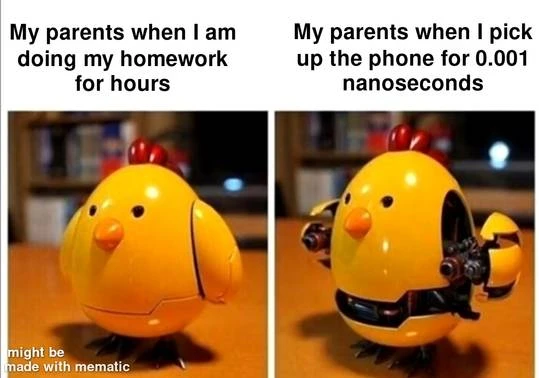 My parents when I am
doing my homework
for hours
My parents when I pick
up the phone for 0.001
nanoseconds
might be
made with mematic